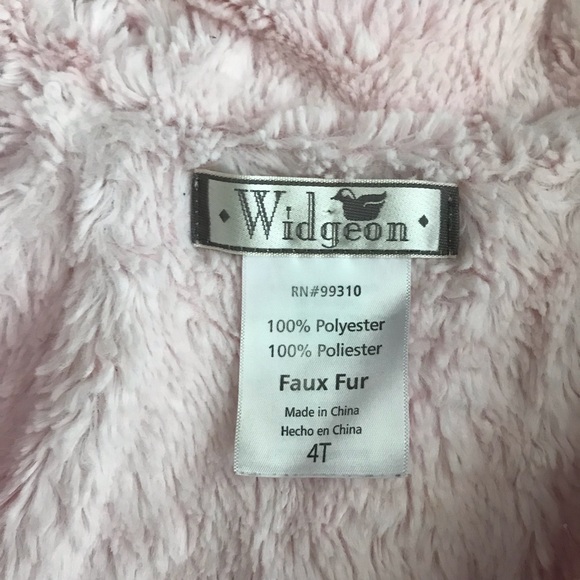 Widgeon
RN#99310
100% Polyester
100% Poliester
Faux Fur
Made in China
Hecho en China
4T